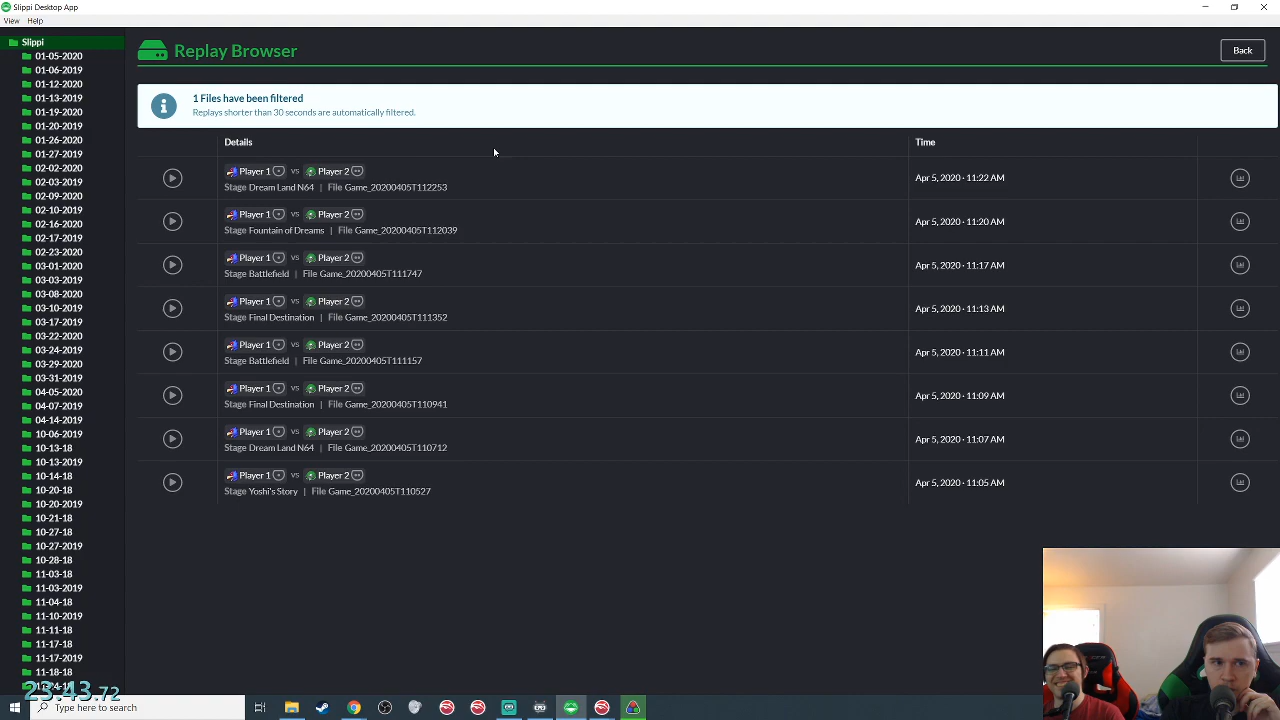 Slippi Desktop App
View Help
Slippi
01-05-2020
01-06-2019
01-12-2020
01-13-2019
01-19-2020
01-20-2019
01-26-2020
01-27-2019
02-02-2020
02-03-2019
02-09-2020
02-10-2019
02-16-2020
02-17-2019
02-23-2020
03-01-2020
03-03-2019
03-08-2020
03-10-2019
03-17-2019
03-22-2020
03-24-2019
03-29-2020
03-31-2019
04-05-2020
04-07-2019
04-14-2019
10-06-2019
10-13-18
10-13-2019
10-14-18
10-20-18
10-20-2019
10-21-18
10-27-18
10-27-2019
10-28-18
11-03-18
11-03-2019
11-04-18
11-10-2019
11-11-18
11-17-18
11-17-2019
11-18-18
23:43.72
Replay Browser
Back
1 Files have been filtered
Replays shorter than 30 seconds are automatically filtered.
Details Time
Player 1 vs Player 2
Stage Dream Land N64 | File Game_20200405T112253
Apr 5, 2020 · 11:22 AM
Player 1 vs Player 2
Stage Fountain of Dreams | File Game_20200405T112039
Apr 5, 2020 · 11:20 AM
Player 1 vs Player 2
Stage Battlefield | File Game_20200405T111747
Apr 5, 2020 · 11:17 AM
Player 1 vs Player 2
Stage Final Destination | File Game_20200405T111352
Apr 5, 2020 · 11:13 AM
Player 1 vs Player 2
Stage Battlefield | File Game_20200405T111157
Apr 5, 2020 · 11:11 AM
Player 1 vs Player 2
Stage Final Destination | File Game_20200405T110941
Apr 5, 2020 · 11:09 AM
Player 1 vs Player 2
Stage Dream Land N64 | File Game_20200405T110712
Apr 5, 2020 · 11:07 AM
Player 1 vs Player 2
Stage Yoshi's Story | File Game_20200405T110527
Apr 5, 2020 · 11:05 AM
Type here to search